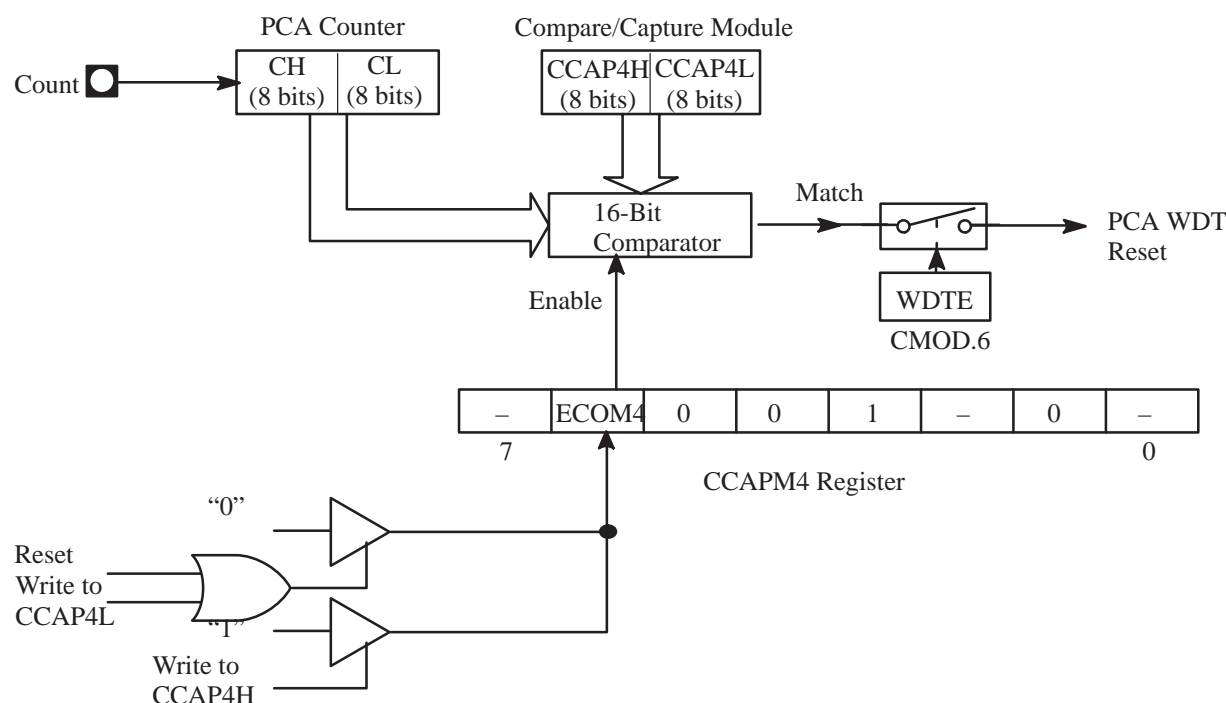 PCA Counter
Compare/Capture Module
Count
CH
(8 bits)
CL
(8 bits)
CCAP4H
(8 bits)
CCAP4L
(8 bits)
16-Bit
Comparator
Match
PCA WDT
Reset
Enable
WDTE
CMOD.6
– ECOM4 0 0 1 – 0 –
7 0
CCAPM4 Register
“0”
Reset
Write to
CCAP4L
“1”
Write to
CCAP4H